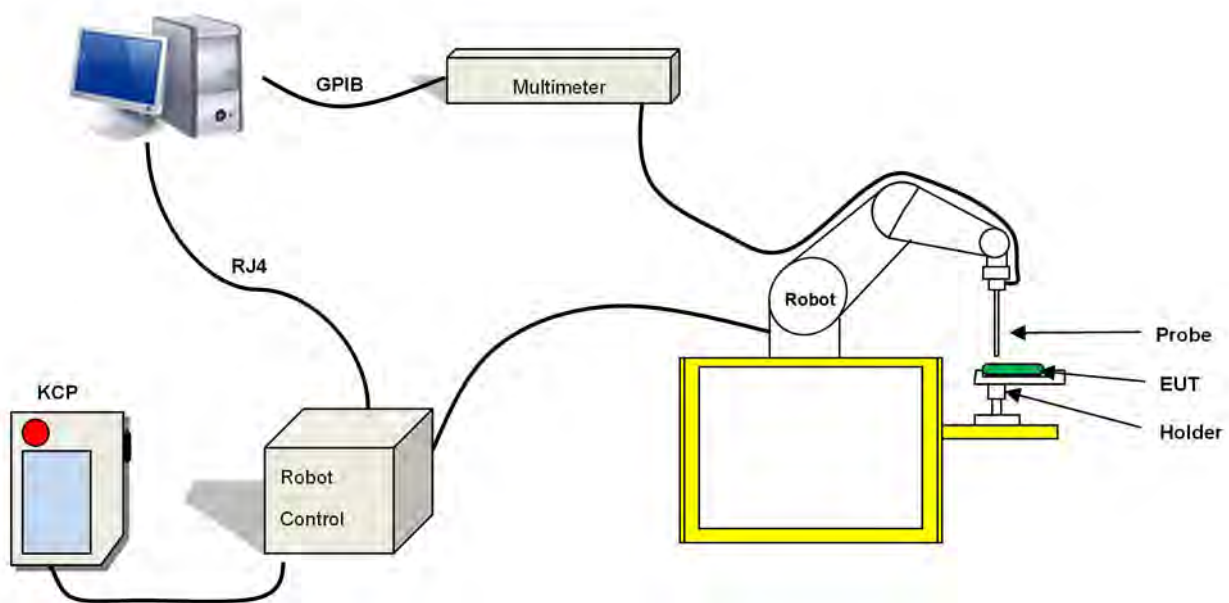 GPIB
Multimeter
RJ4
Robot
Probe
EUT
Holder
KCP
Robot
Control